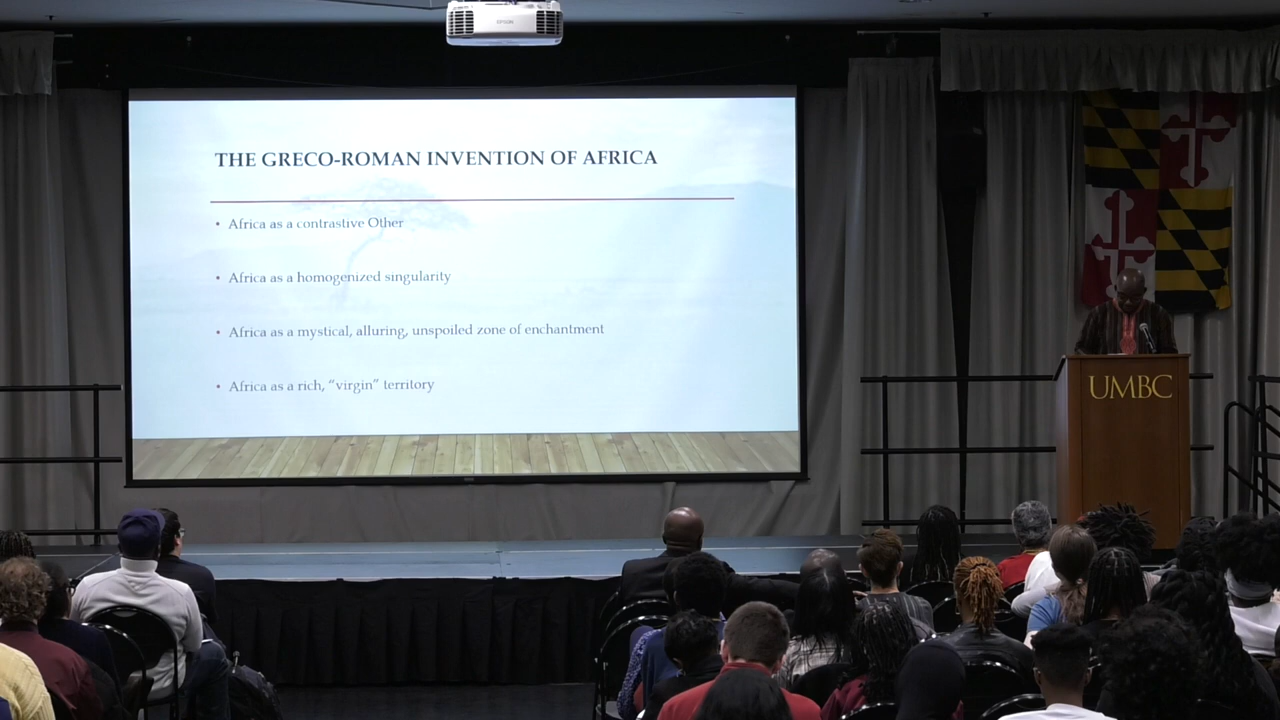 EPSON
THE GRECO-ROMAN INVENTION OF AFRICA
• Africa as a contrastive Other
• Africa as a homogenized singularity
• Africa as a mystical, alluring, unspoiled zone of enchantment
• Africa as a rich, “virgin” territory
UMBC